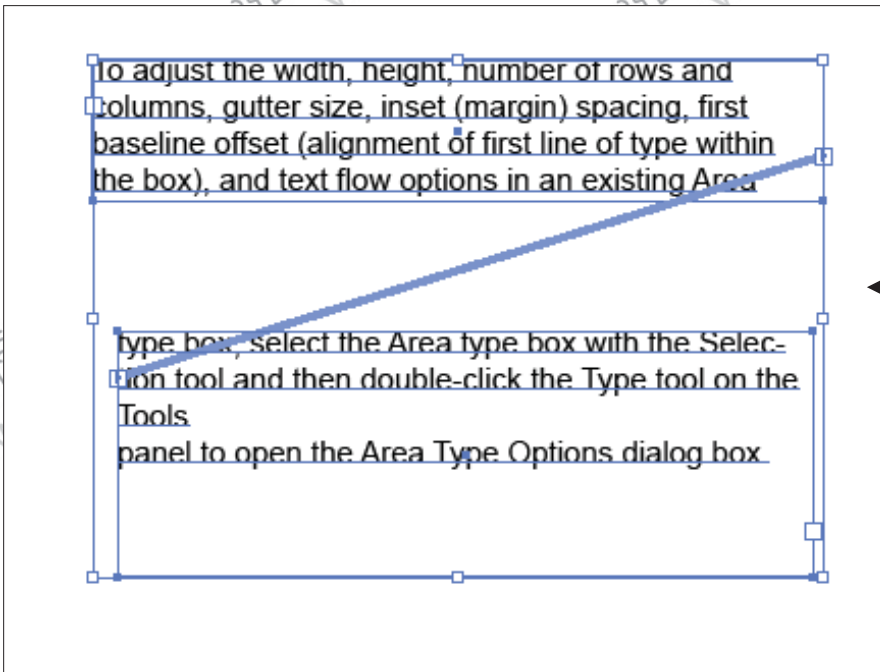 To adjust the width, height, number of rows and
columns, gutter size, inset (margin) spacing, first
baseline offset (alignment of first line of type within
the box), and text flow options in an existing Area
type box, select the Area type box with the Selec-
tion tool and then double-click the Type tool on the
Tools
panel to open the Area Type Options dialog box